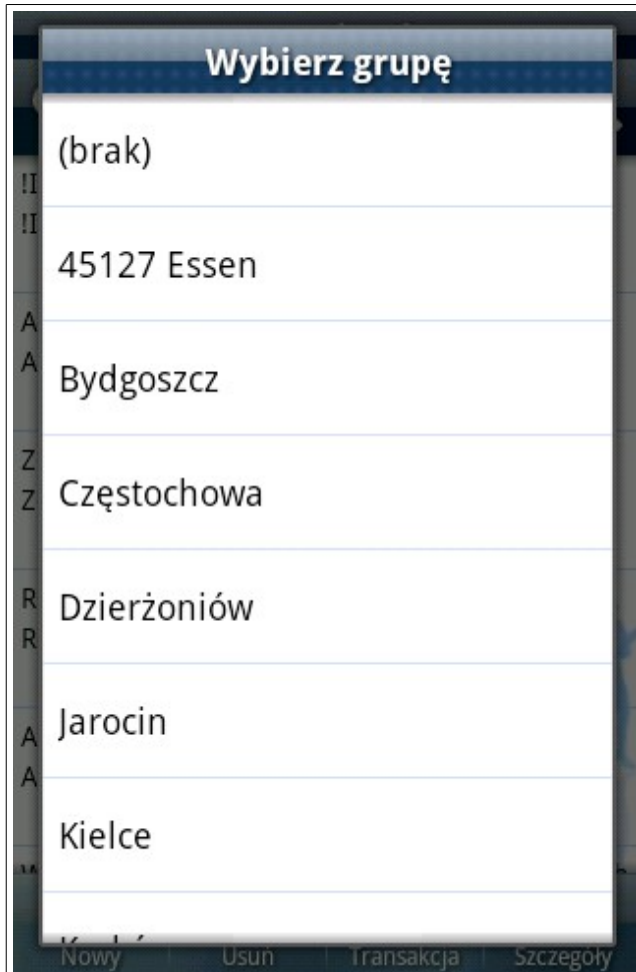 Wybierz grupę
(brak)
45127 Essen
Bydgoszcz
Częstochowa
Dzierżoniów
Jarocin
Kielce
Nowy Usuń Transakcja Szczegóły